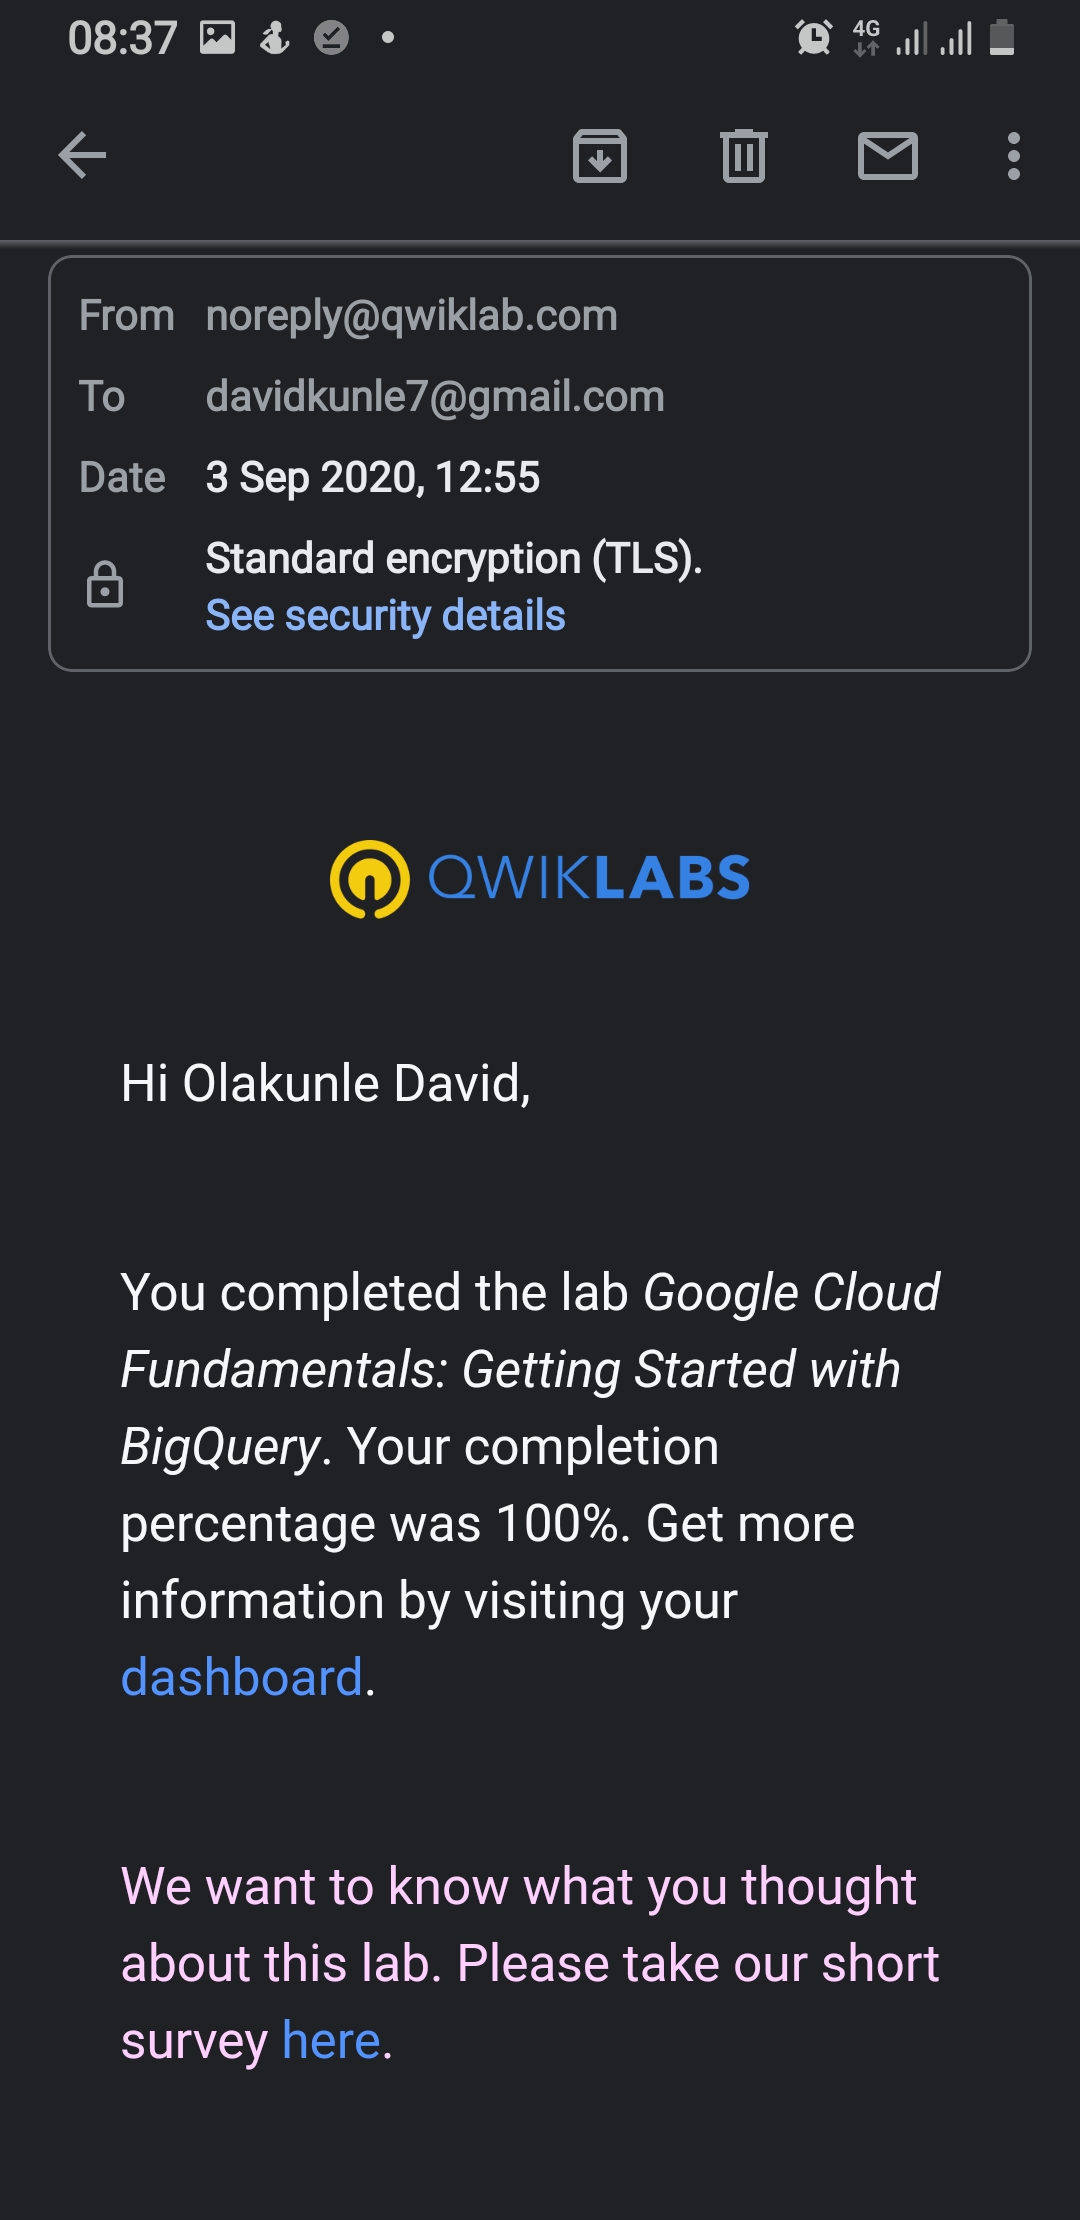 08:37
4G
From noreply@qwiklab.com
To davidkunle7@gmail.com
Date 3 Sep 2020, 12:55
Standard encryption (TLS).
See security details
QWIKLABS
Hi Olakunle David,
You completed the lab Google Cloud
Fundamentals: Getting Started with
BigQuery. Your completion
percentage was 100%. Get more
information by visiting your
dashboard.
We want to know what you thought
about this lab. Please take our short
survey here.